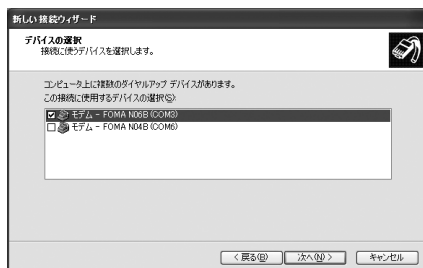 新しい接続ウィザード
デバイスの選択
接続に使うデバイスを選択します。
コンピュータ上に複数のダイヤルアップ デバイスがあります。
この接続に使用するデバイスの選択(S):
モデム - FOMA N06B (COM3)
モデム - FOMA N04B (COM6)
< 戻る(B)
次へ(N) >
キャンセル